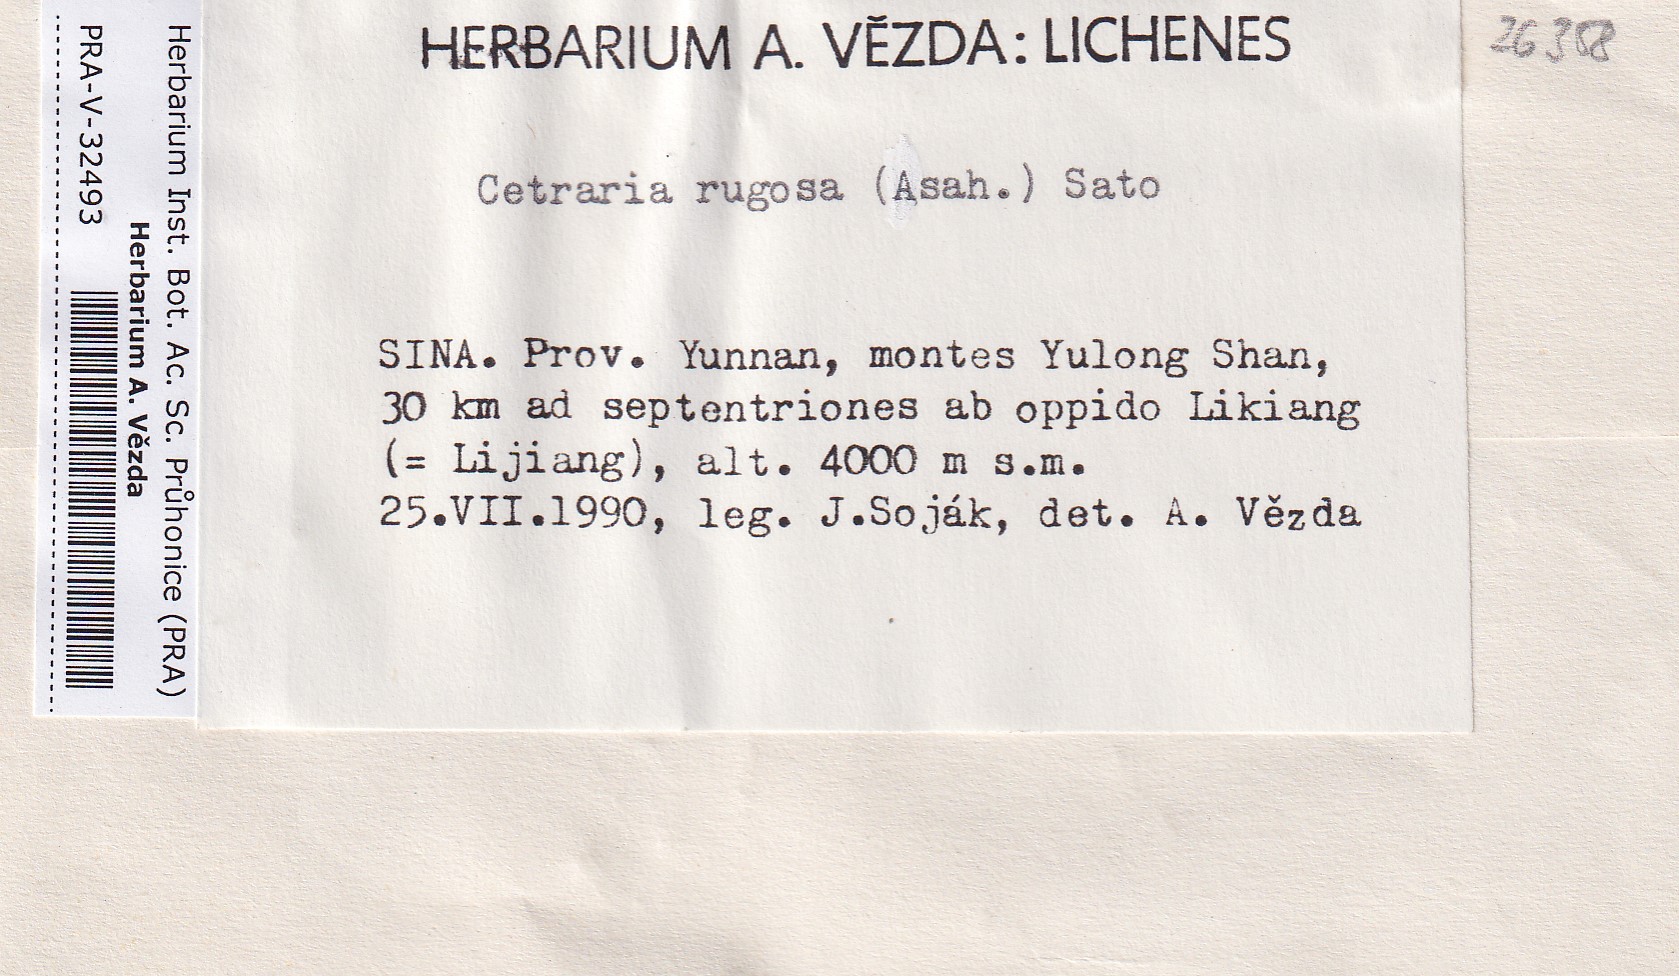 HERBARIUM A. VĚZDA: LICHENES
Cetraria rugosa (Asah.) Sato
SINA. Prov. Yunnan, montes Yulong Shan,
30 km ad septentriones ab oppido Likiang
(= Lijiang), alt. 4000 m s.m.
25.VII.1990, leg. J.Soják, det. A. Vězda
Herbarium Inst. Bot. Ac. Sc. Průhonice (PRA)
Herbarium A. Vězda
PRA-V-32493